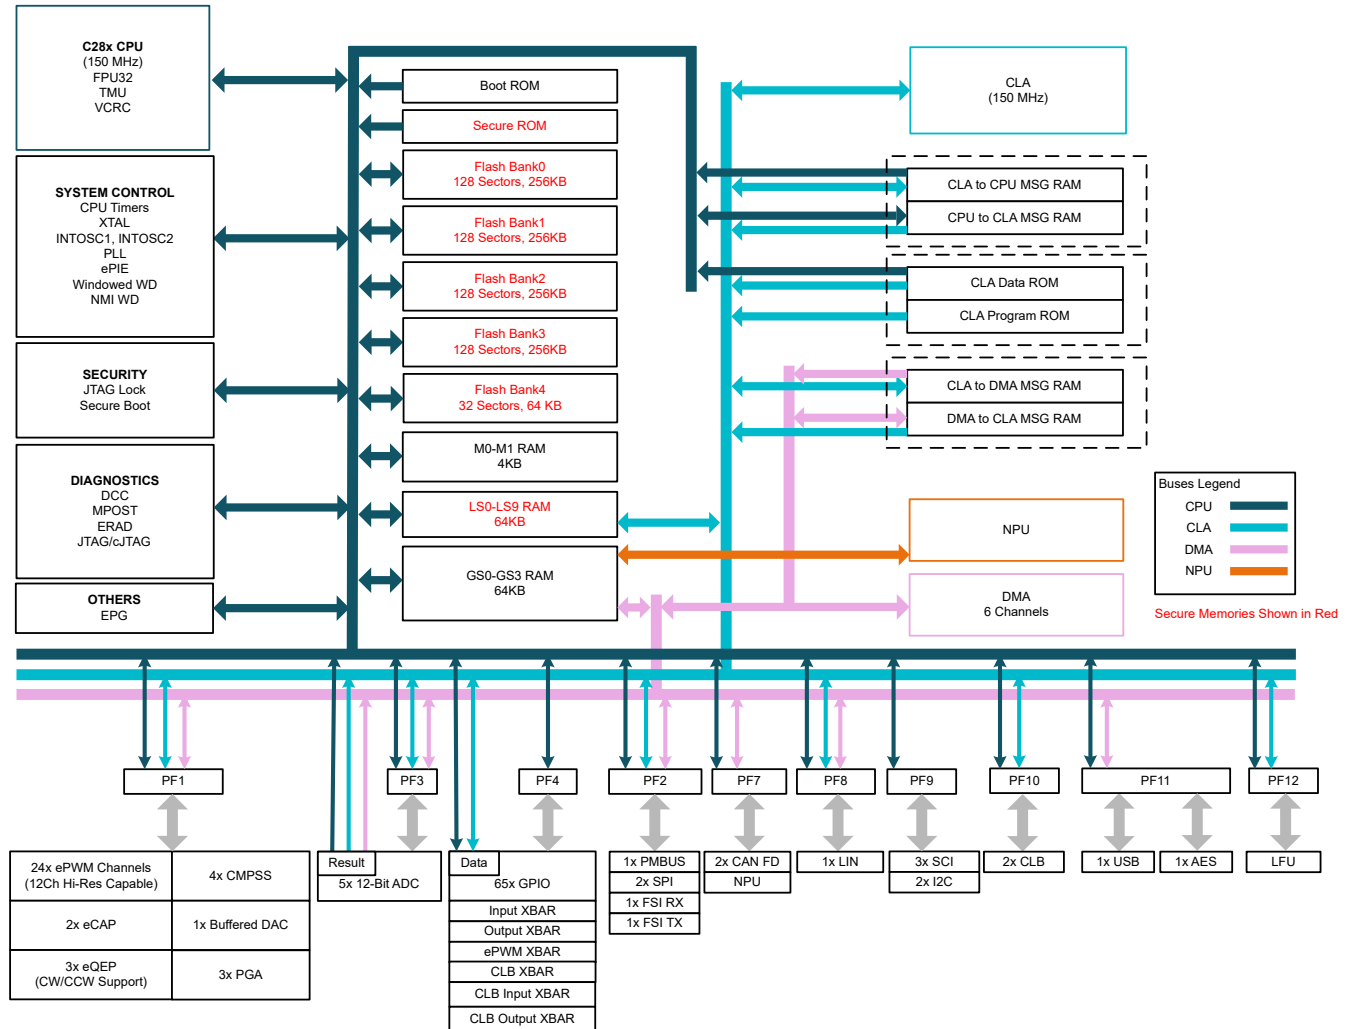 C28x CPU
(150 MHz)
FPU32
TMU
VCRC
SYSTEM CONTROL
CPU Timers
XTAL
INTOSC1, INTOSC2
PLL
ePIE
Windowed WD
NMI WD
SECURITY
JTAG Lock
Secure Boot
DIAGNOSTICS
DCC
MPOST
ERAD
JTAG/cJTAG
OTHERS
EPG
Boot ROM
Secure ROM
Flash Bank0
128 Sectors, 256KB
Flash Bank1
128 Sectors, 256KB
Flash Bank2
128 Sectors, 256KB
Flash Bank3
128 Sectors, 256KB
Flash Bank4
32 Sectors, 64 KB
M0-M1 RAM
4KB
LS0-LS9 RAM
64KB
GS0-GS3 RAM
64KB
CLA
(150 MHz)
CLA to CPU MSG RAM
CPU to CLA MSG RAM
CLA Data ROM
CLA Program ROM
CLA to DMA MSG RAM
DMA to CLA MSG RAM
NPU
DMA
6 Channels
Buses Legend
CPU
CLA
DMA
NPU
Secure Memories Shown in Red
PF1
PF3
PF4
PF2
PF7
PF8
PF9
PF10
PF11
PF12
24x ePWM Channels
(12Ch Hi-Res Capable)
4x CMPSS
2x eCAP
1x Buffered DAC
3x eQEP
(CW/CCW Support)
3x PGA
Result
5x 12-Bit ADC
Data
65x GPIO
Input XBAR
Output XBAR
ePWM XBAR
CLB XBAR
CLB Input XBAR
CLB Output XBAR
1x PMBUS
2x SPI
1x FSI RX
1x FSI TX
2x CAN FD
NPU
1x LIN
3x SCI
2x I2C
2x CLB
1x USB
1x AES
LFU